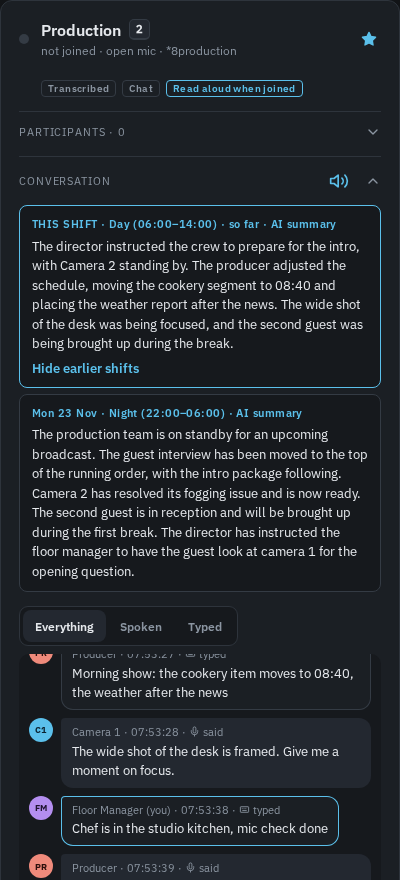 Production 2
not joined · open mic · *8production
Transcribed Chat Read aloud when joined
PARTICIPANTS · 0
CONVERSATION
THIS SHIFT · Day (06:00–14:00) · so far · AI summary
The director instructed the crew to prepare for the intro,
with Camera 2 standing by. The producer adjusted the
schedule, moving the cookery segment to 08:40 and
placing the weather report after the news. The wide shot
of the desk was being focused, and the second guest was
being brought up during the break.
Hide earlier shifts
Mon 23 Nov · Night (22:00–06:00) · AI summary
The production team is on standby for an upcoming
broadcast. The guest interview has been moved to the top
of the running order, with the intro package following.
Camera 2 has resolved its fogging issue and is now ready.
The second guest is in reception and will be brought up
during the first break. The director has instructed the
floor manager to have the guest look at camera 1 for the
opening question.
Everything Spoken Typed
Producer · 07:53:27 · typed
Morning show: the cookery item moves to 08:40,
the weather after the news
C1
Camera 1 · 07:53:28 · said
The wide shot of the desk is framed. Give me a
moment on focus.
FM
Floor Manager (you) · 07:53:38 · typed
Chef is in the studio kitchen, mic check done
PR
Producer · 07:53:39 · said